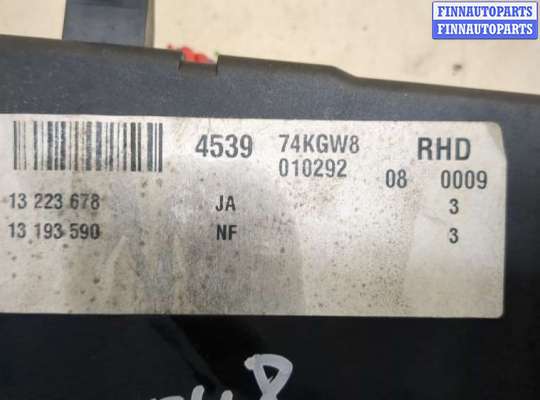 FINNAUTOPARTS
FINNAUTOPARTS
4539 74KGW8 RHD
010292 08 0009
13 223 678 JA 3
13 193 590 NF 3